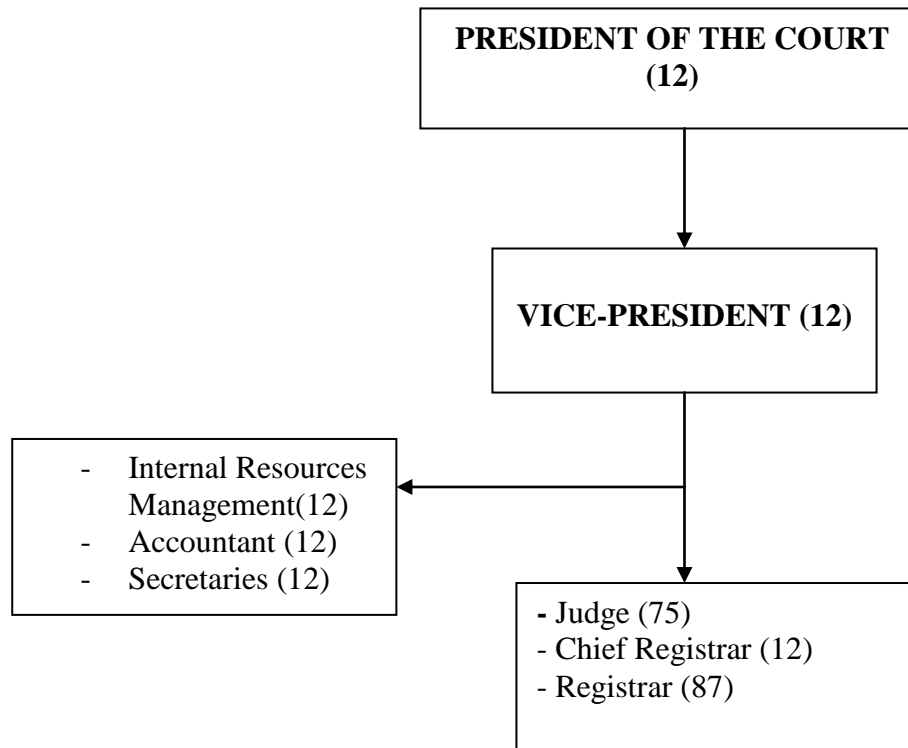 PRESIDENT OF THE COURT
(12)
VICE-PRESIDENT (12)
- Internal Resources
Management(12)
- Accountant (12)
- Secretaries (12)
- Judge (75)
- Chief Registrar (12)
- Registrar (87)